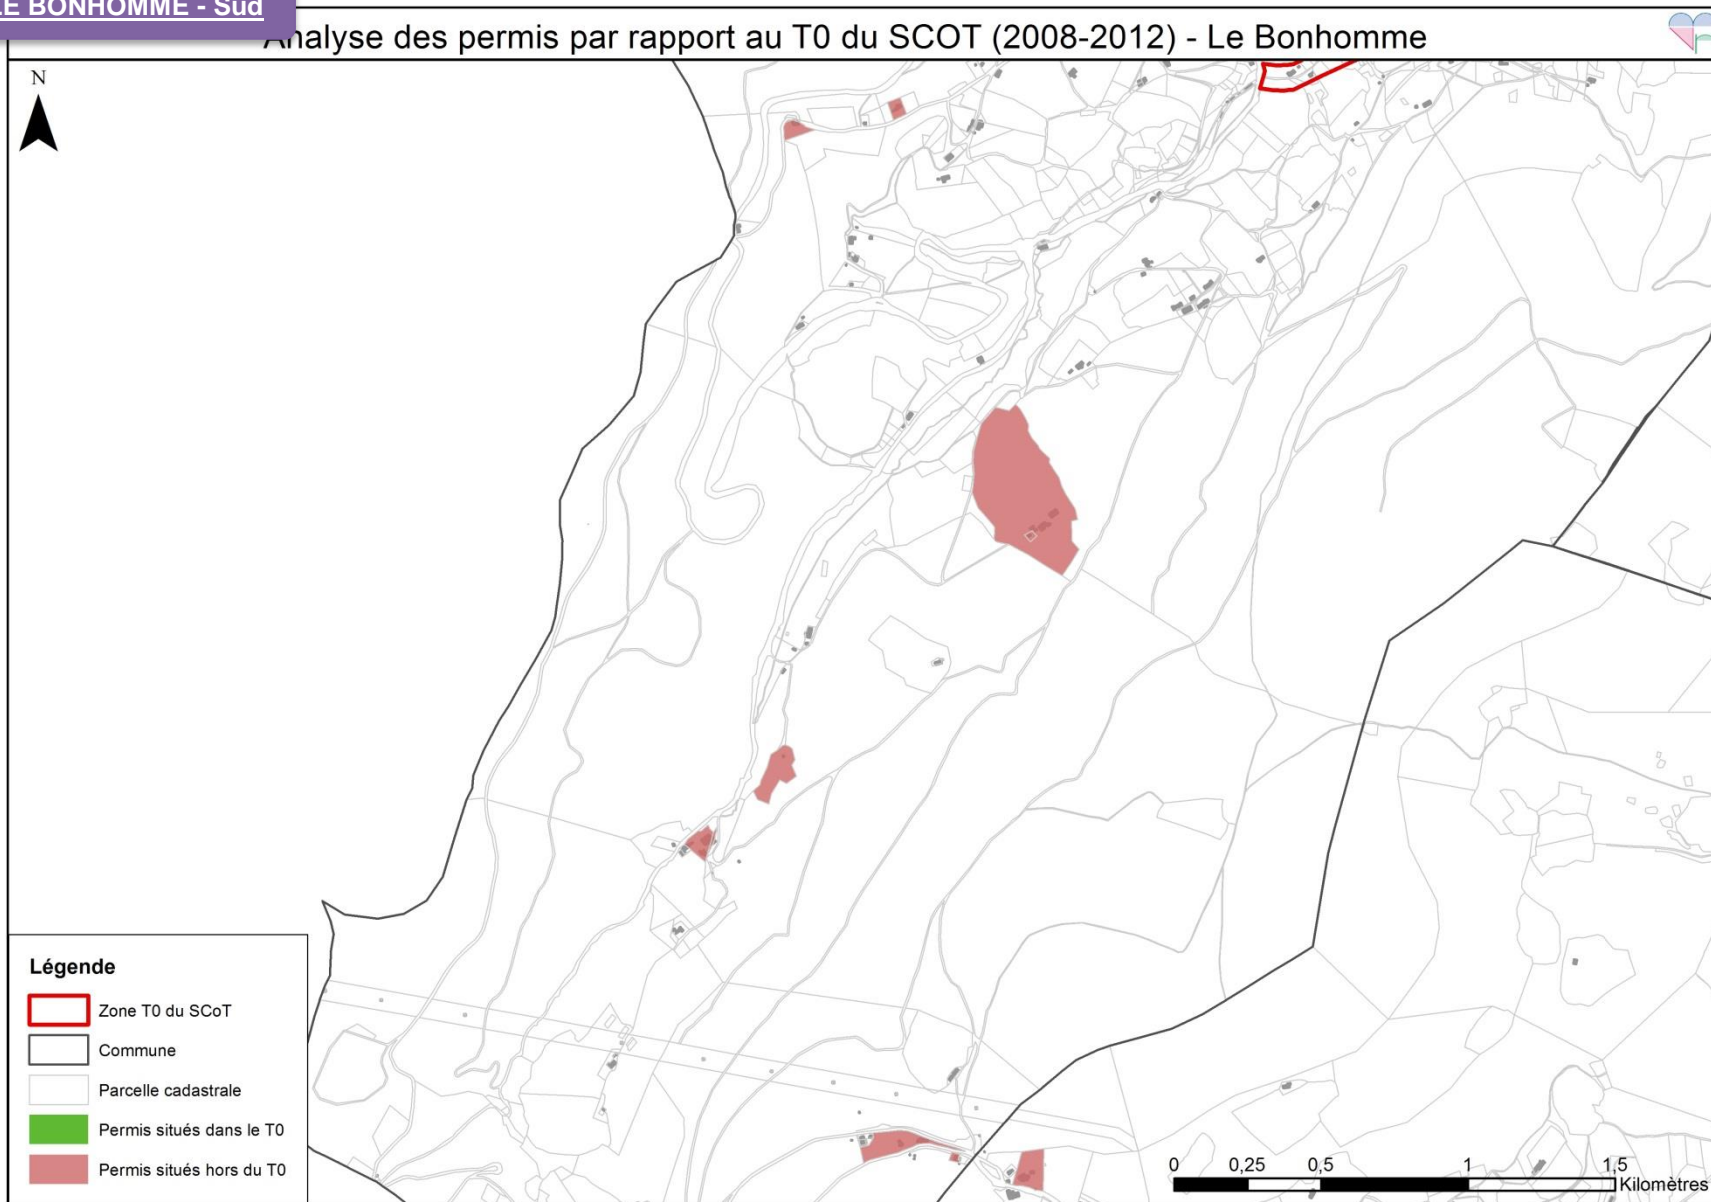 LE BONHOMME - Sud
Analyse des permis par rapport au T0 du SCOT (2008-2012) - Le Bonhomme
N
Légende
Zone T0 du SCoT
Commune
Parcelle cadastrale
Permis situés dans le T0
Permis situés hors du T0
0 0,25 0,5 1 1,5
Kilomètres